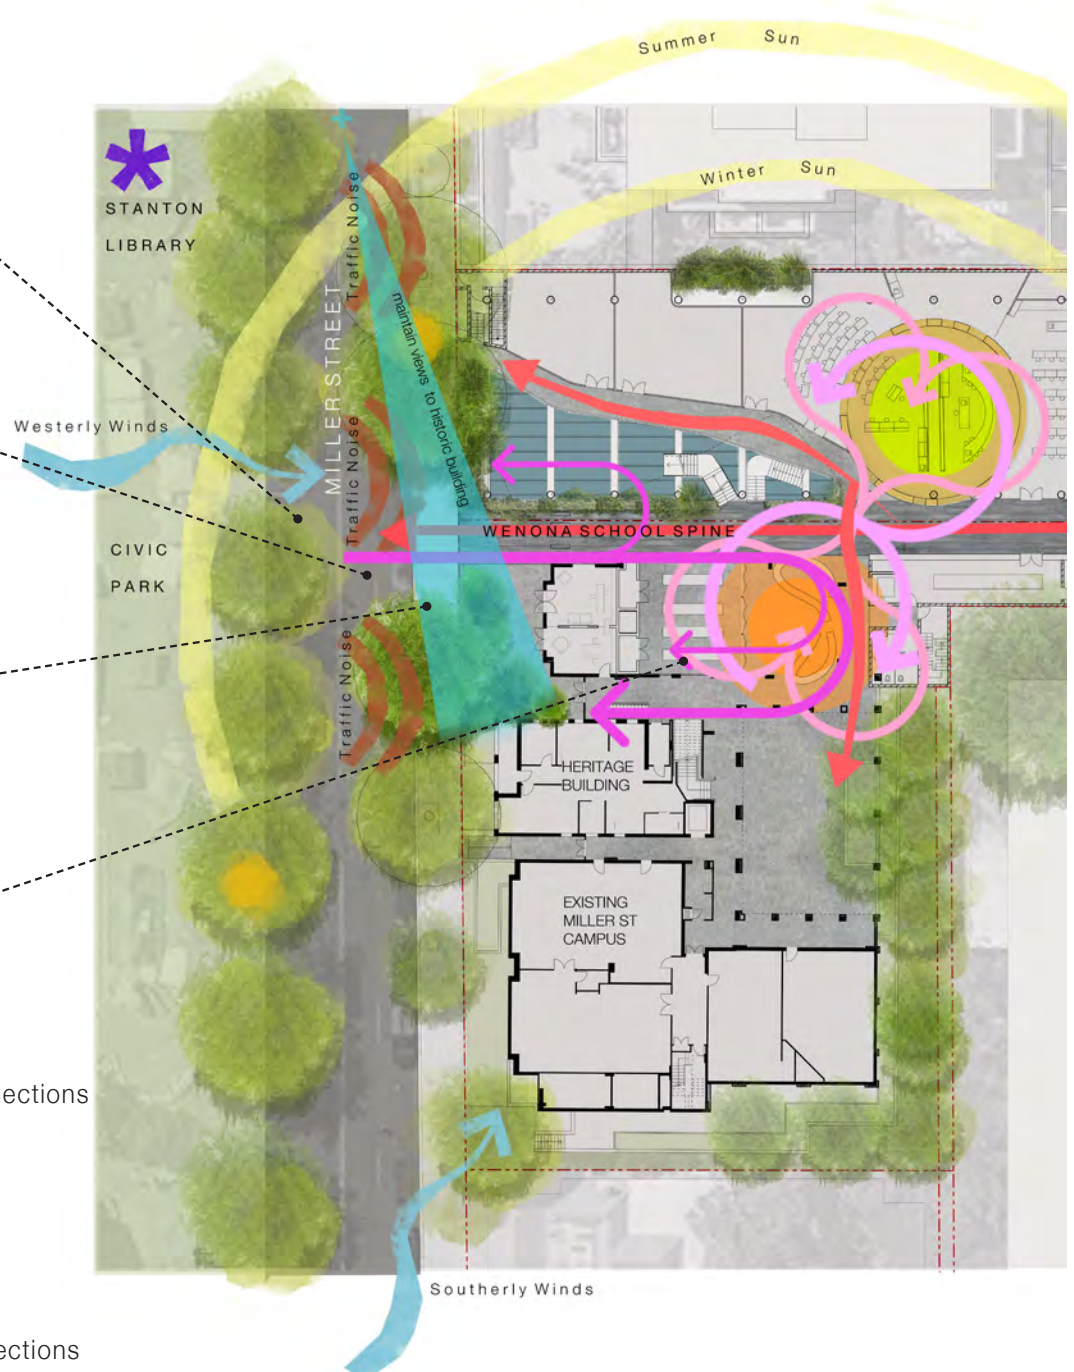 Summer Sun
Winter Sun
STANTON
LIBRARY
Traffic Noise
MILLER STREET
maintain views to historic building
Westerly Winds
Traffic Noise
WENONA SCHOOL SPINE
CIVIC
PARK
Traffic Noise
HERITAGE
BUILDING
EXISTING
MILLER ST
CAMPUS
ections
Southerly Winds
ections